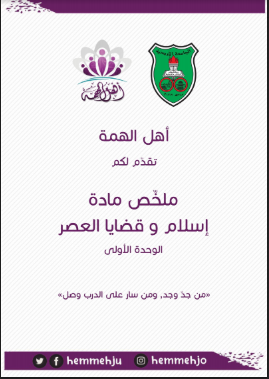 أهل الهمة
أهل الهمة
تقدّم لكم
ملخّص مادة
إسلام و قضايا العصر
الوحدة الأولى
«من جدّ وجد, ومن سار على الدرب وصل»
hemmehju hemmehjo